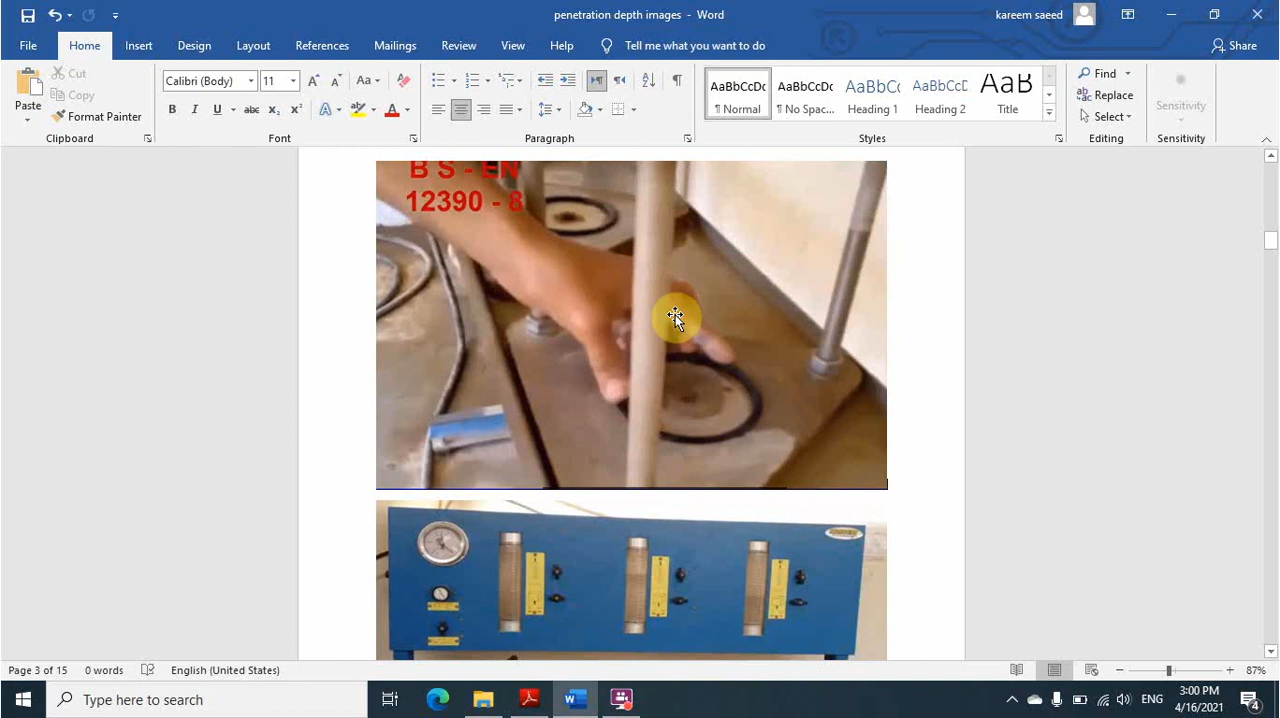 penetration depth images - Word
kareem saeed
File Home Insert Design Layout References Mailings Review View Help Tell me what you want to do Share
Paste
Cut
Copy
Format Painter
Clipboard
Calibri (Body) 11
Font
Paragraph
AaBbCcDc AaBbCcDc AaBbCc AaBbCcD AaB
¶ Normal ¶ No Spac... Heading 1 Heading 2 Title
Styles
Find
Replace
Select
Editing
Sensitivity
Sensitivity
B S - EN
12390 - 8
Page 3 of 15 0 words English (United States) 87%
Type here to search
ENG
3:00 PM
4/16/2021
4